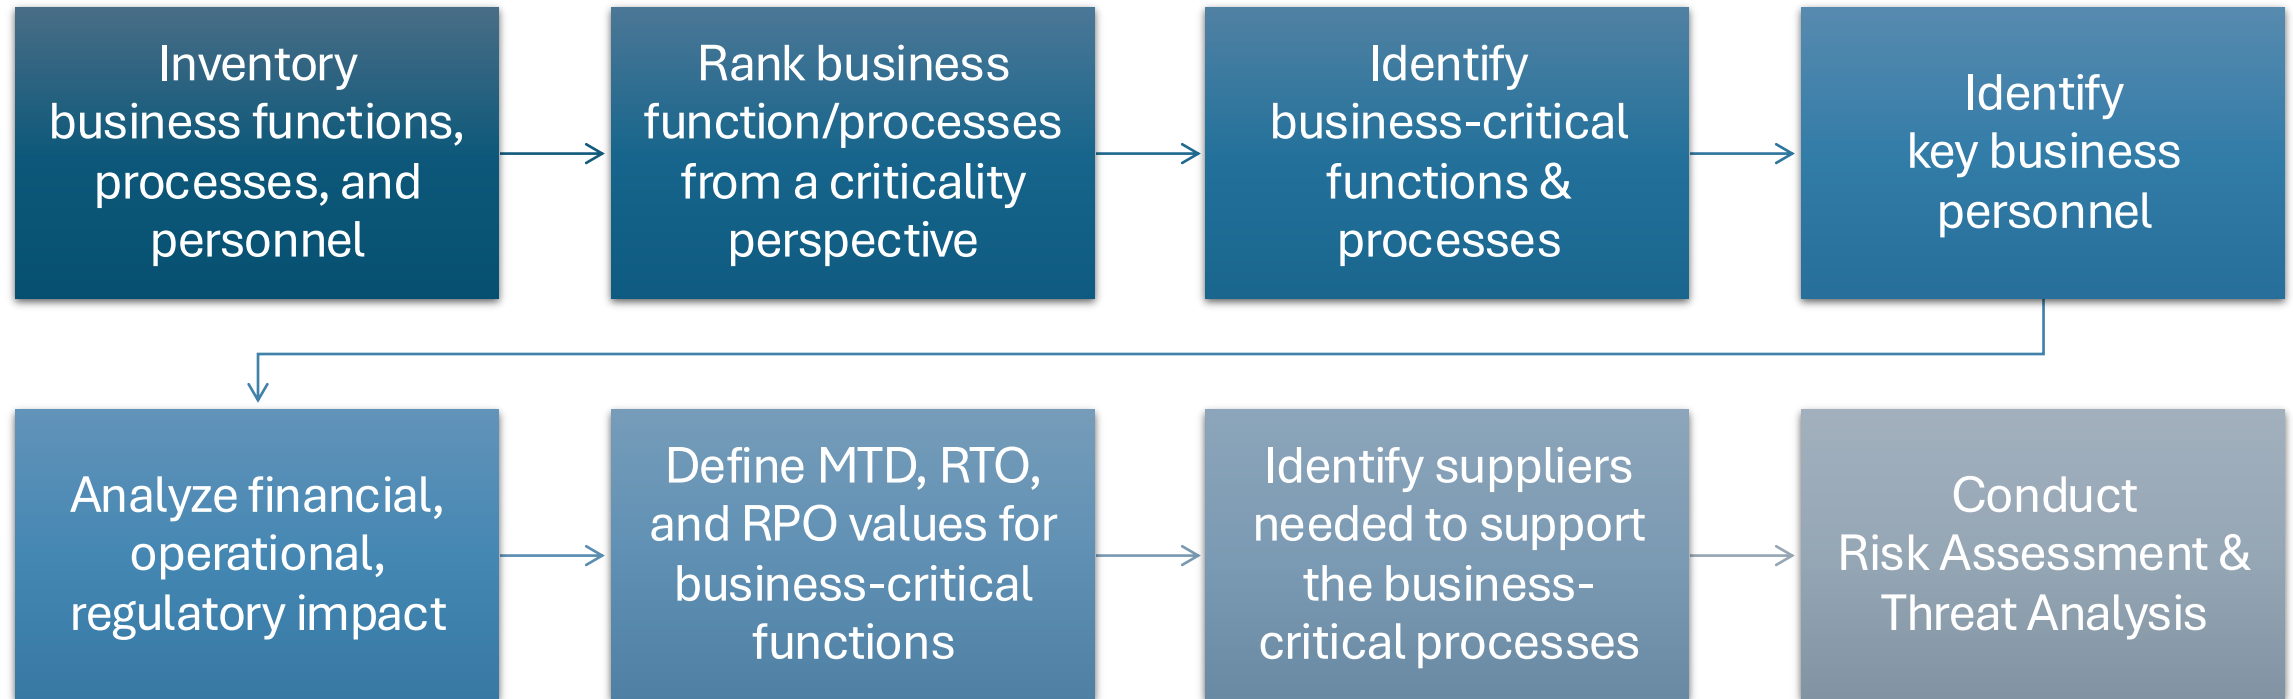 Inventory
business functions,
processes, and
personnel
Rank business
function/processes
from a criticality
perspective
Identify
business-critical
functions &
processes
Identify
key business
personnel
Analyze financial,
operational,
regulatory impact
Define MTD, RTO,
and RPO values for
business-critical
functions
Identify suppliers
needed to support
the business-
critical processes
Conduct
Risk Assessment &
Threat Analysis